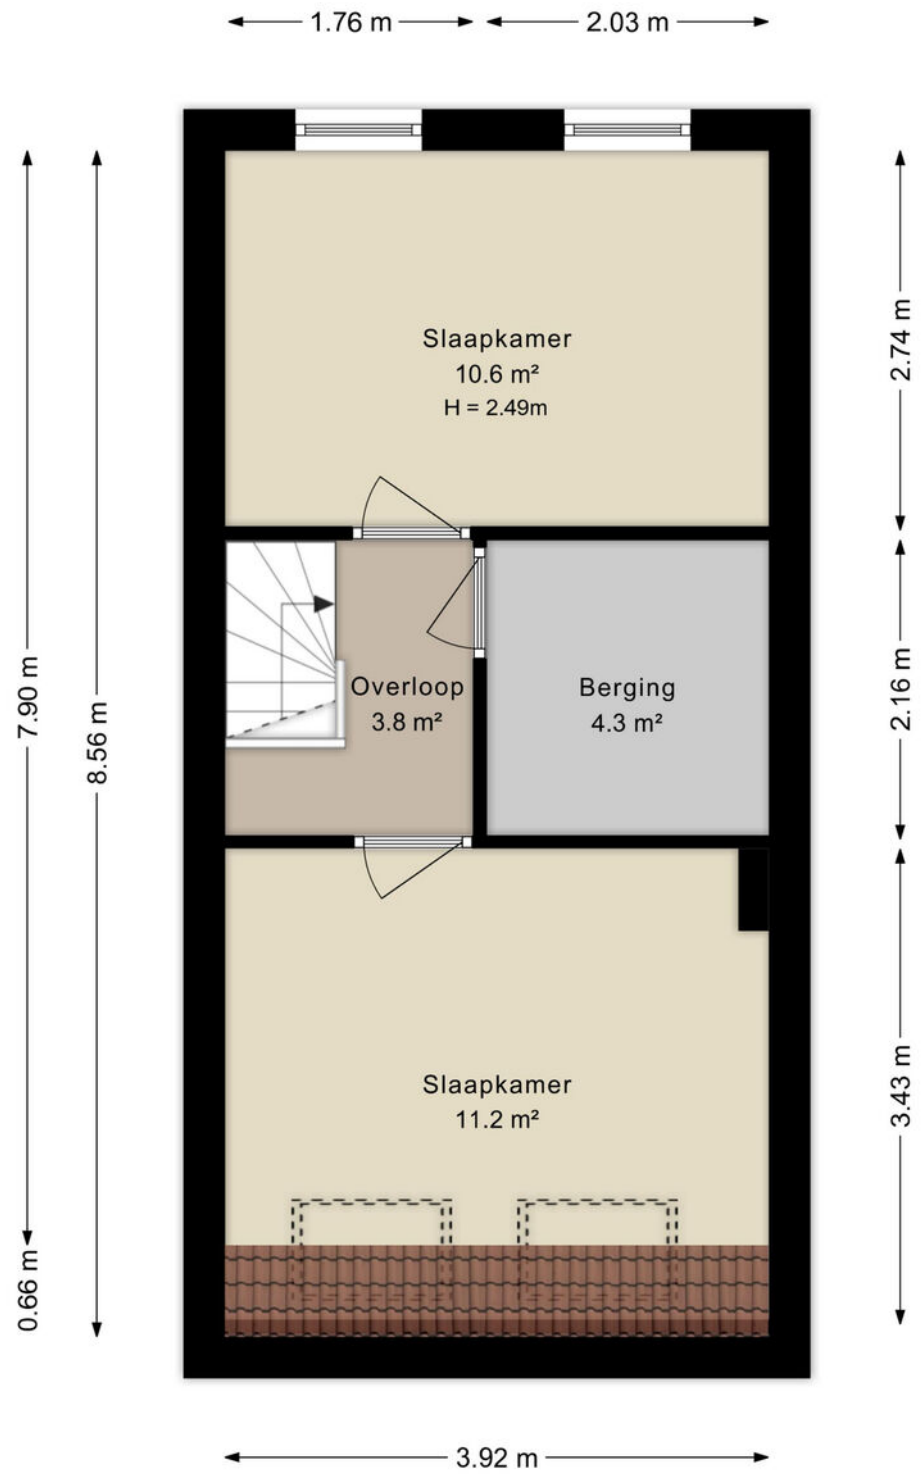 1.76 m
2.03 m
Slaapkamer
10.6 m²
H = 2.49m
2.74 m
Overloop
3.8 m²
Berging
4.3 m²
2.16 m
7.90 m
8.56 m
Slaapkamer
11.2 m²
3.43 m
0.66 m
3.92 m